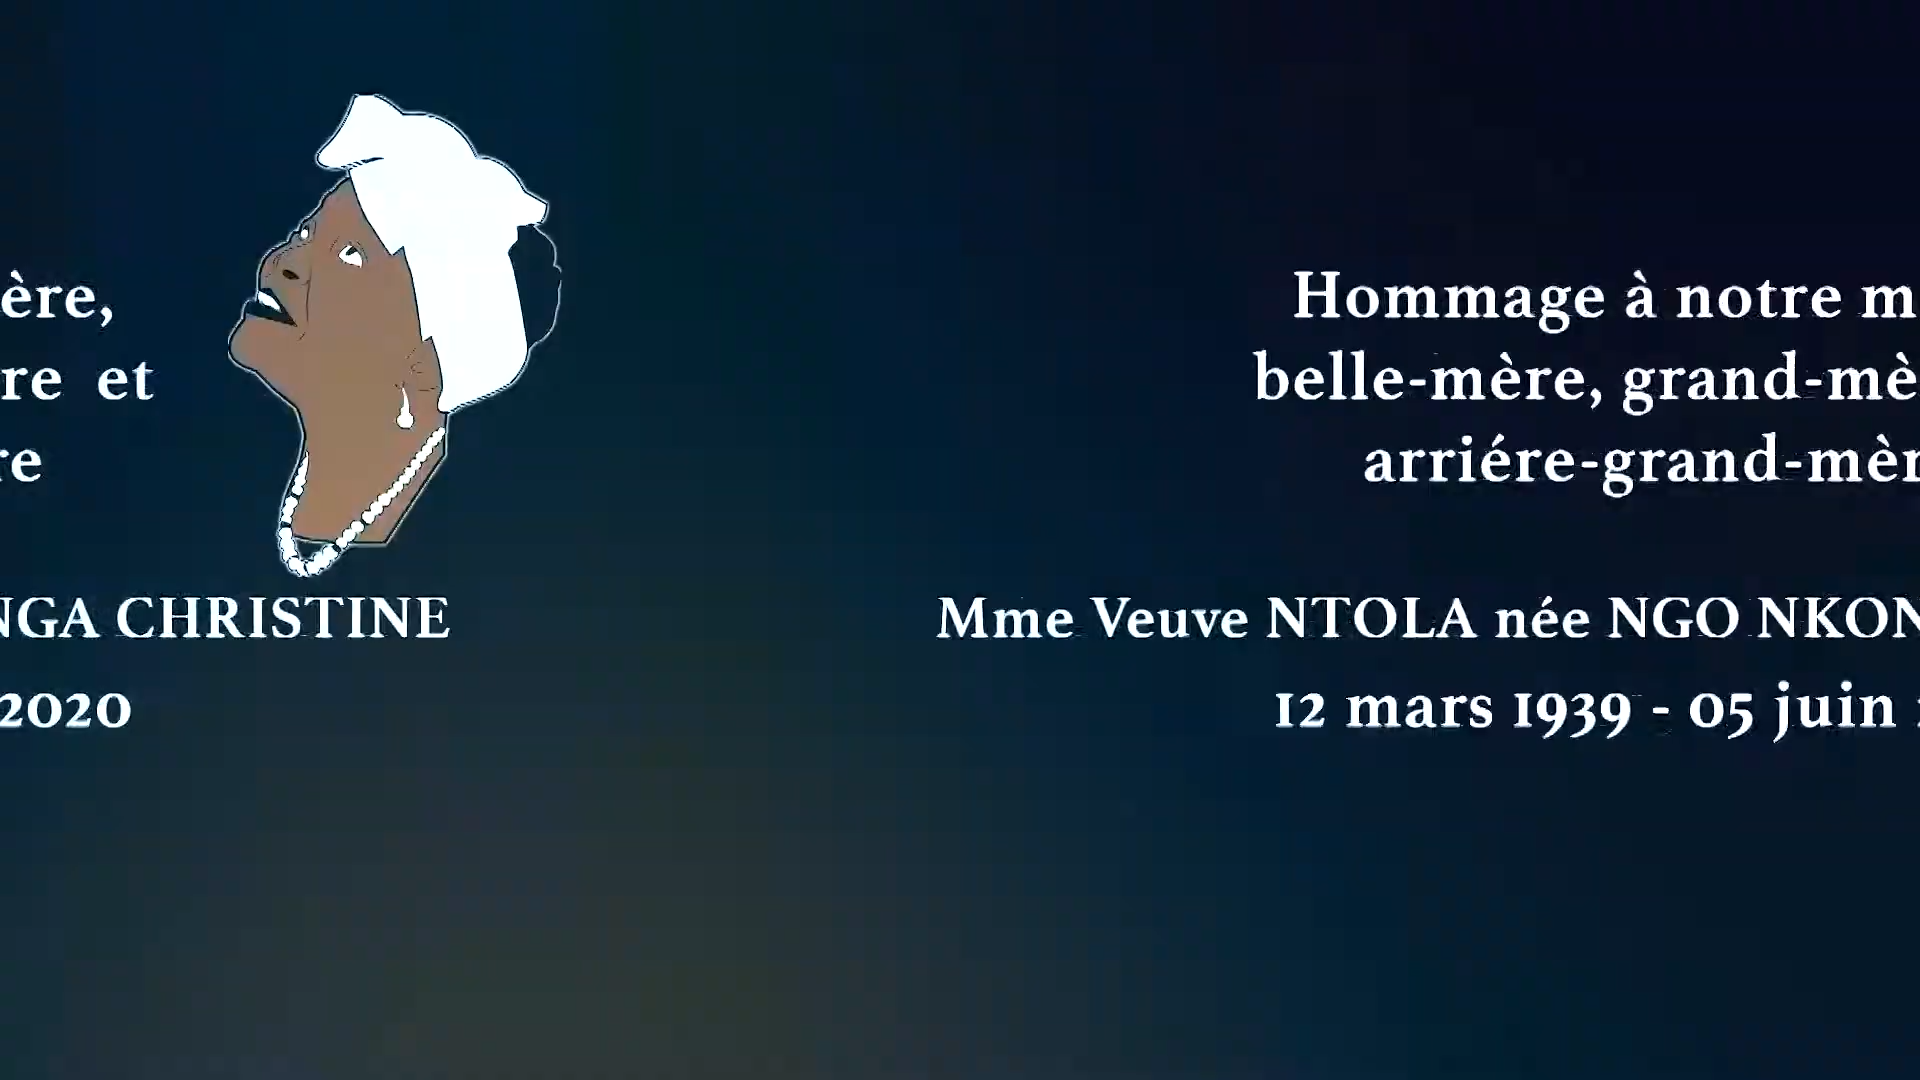 ère,
re et
re
NGA CHRISTINE
2020
Hommage à notre m
belle-mère, grand-mè
arriére-grand-mèr
Mme Veuve NTOLA née NGO NKON
12 mars 1939 - 05 juin